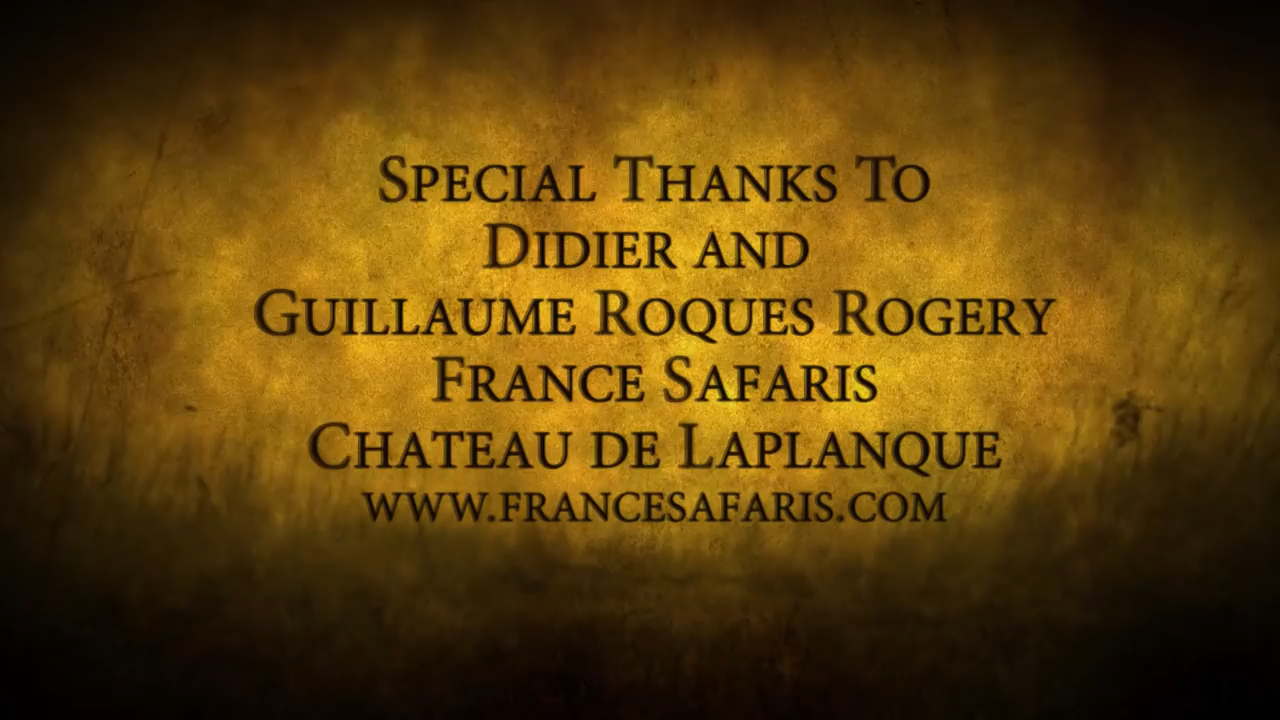 Special Thanks To
Didier and
Guillaume Roques Rogery
France Safaris
Chateau de Laplanque
www.francesafaris.com